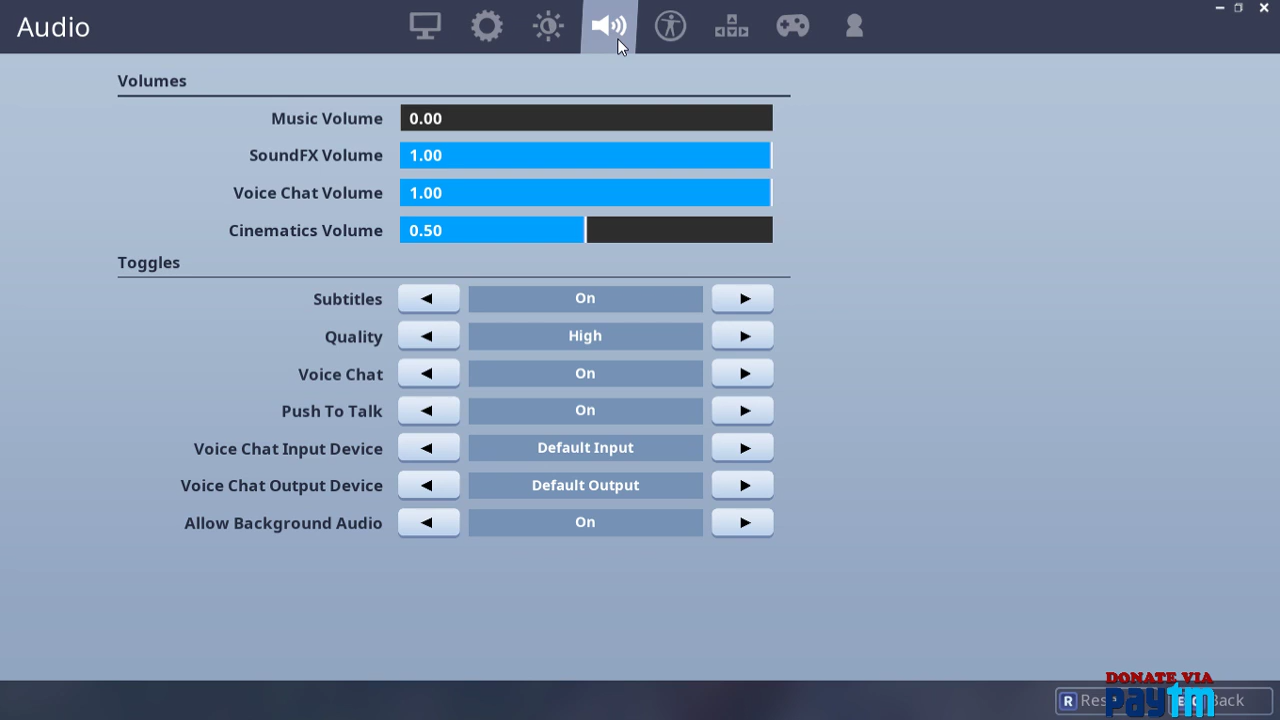 Audio
Volumes
Music Volume 0.00
SoundFX Volume 1.00
Voice Chat Volume 1.00
Cinematics Volume 0.50
Toggles
Subtitles ◄ On ►
Quality ◄ High ►
Voice Chat ◄ On ►
Push To Talk ◄ On ►
Voice Chat Input Device ◄ Default Input ►
Voice Chat Output Device ◄ Default Output ►
Allow Background Audio ◄ On ►
DONATE VIA
paytm
R
Back